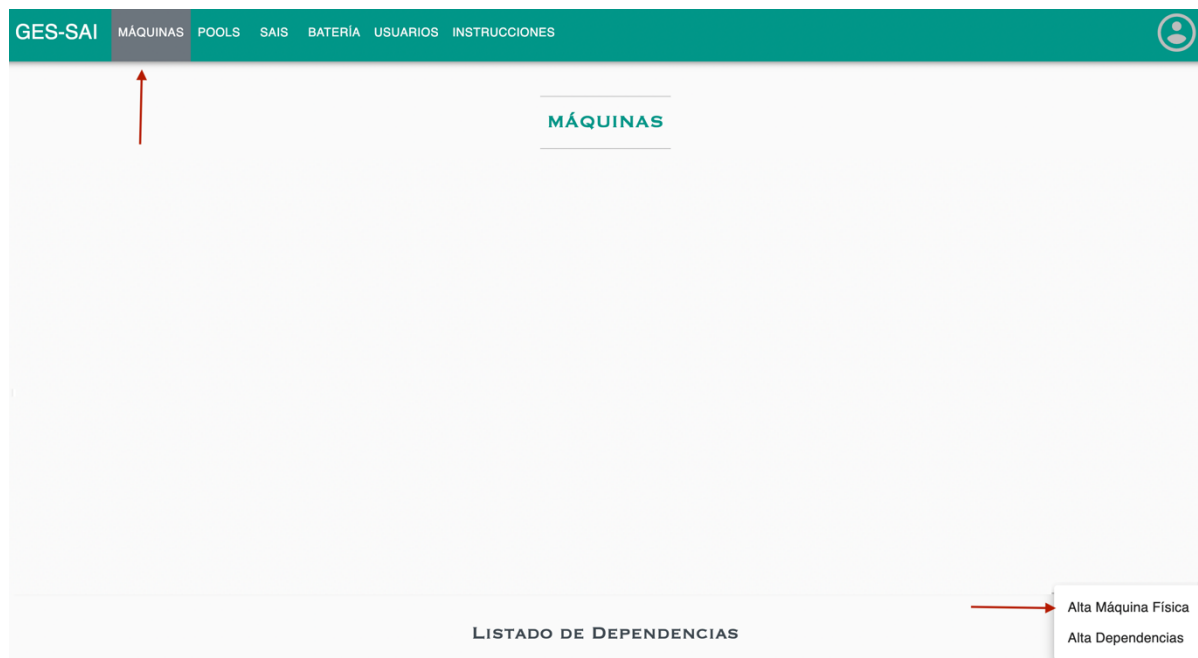 GES-SAI MÁQUINAS POOLS SAIS BATERÍA USUARIOS INSTRUCCIONES
MÁQUINAS
Alta Máquina Física
LISTADO DE DEPENDENCIAS
Alta Dependencias